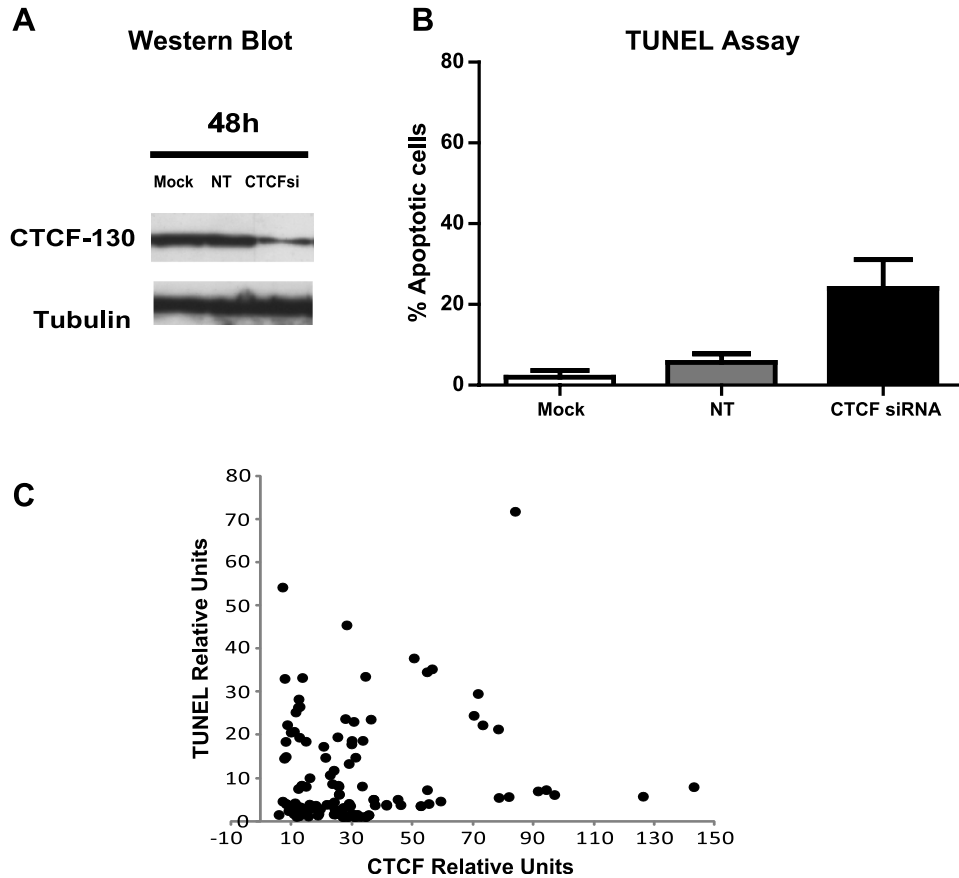 A
Western Blot
48h
Mock NT CTCFsi
CTCF-130
Tubulin
B
TUNEL Assay
% Apoptotic cells
80
60
40
20
0
Mock NT CTCF siRNA
C
TUNEL Relative Units
80
70
60
50
40
30
20
10
0
-10 10 30 50 70 90 110 130 150
CTCF Relative Units